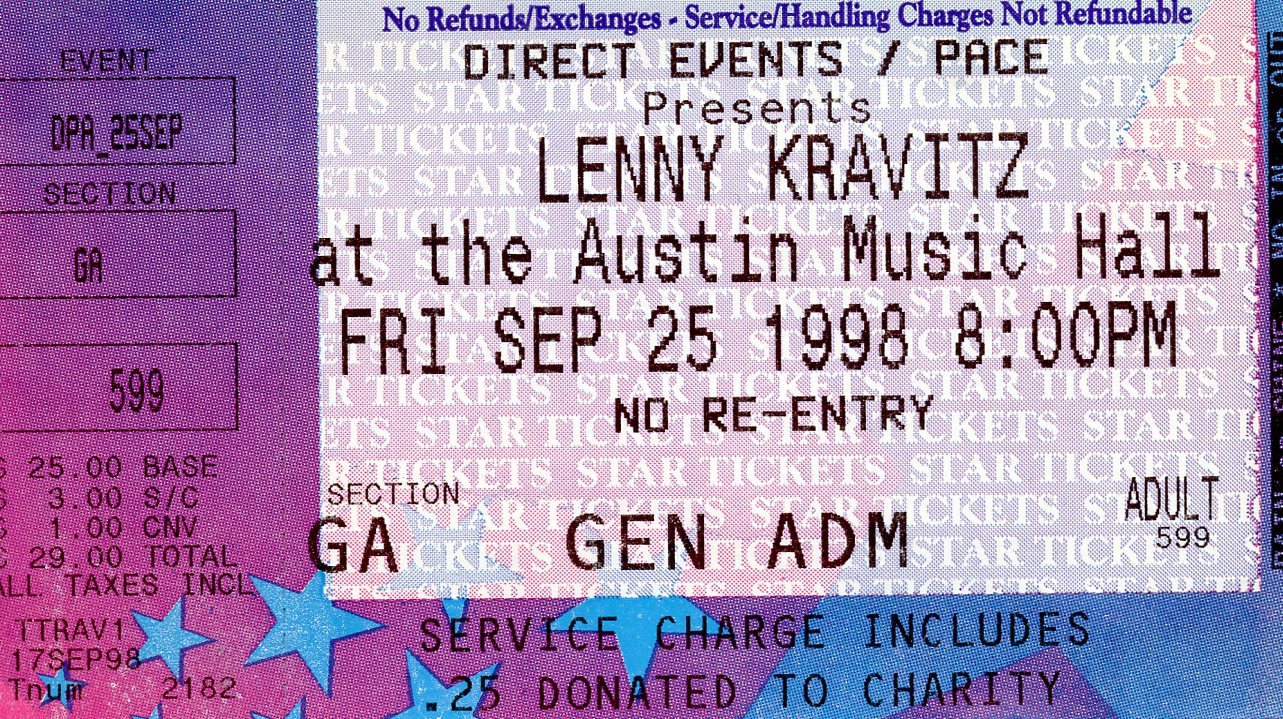 No Refunds/Exchanges - Service/Handling Charges Not Refundable
EVENT
DPA_25SEP
SECTION
GA
599
25.00 BASE
3.00 S/C
1.00 CNV
29.00 TOTAL
ALL TAXES INCL
TTRAV1
17SEP98
Tnum 2182
DIRECT EVENTS / PACE
Presents
LENNY KRAVITZ
at the Austin Music Hall
FRI SEP 25 1998 8:00PM
NO RE-ENTRY
SECTION
GA GEN ADM
ADULT
599
SERVICE CHARGE INCLUDES
.25 DONATED TO CHARITY
STAR TICKETS